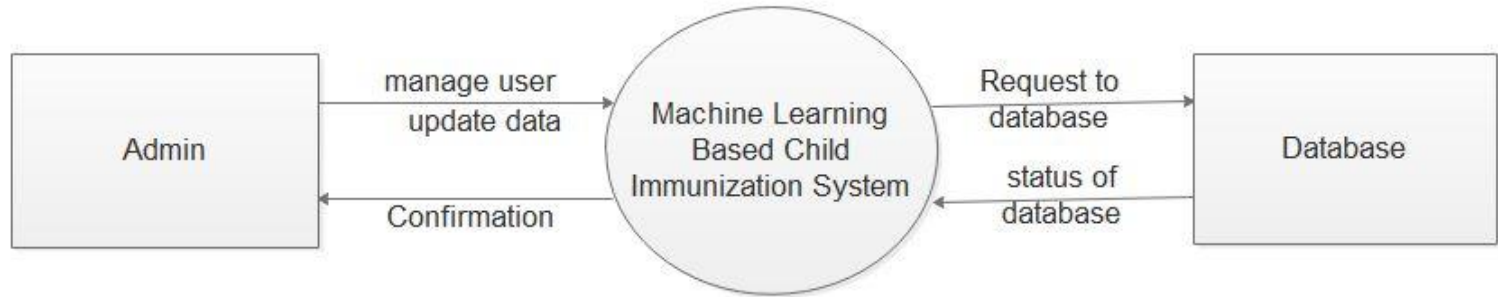 Admin
manage user
update data
Confirmation
Machine Learning
Based Child
Immunization System
Request to
database
status of
database
Database